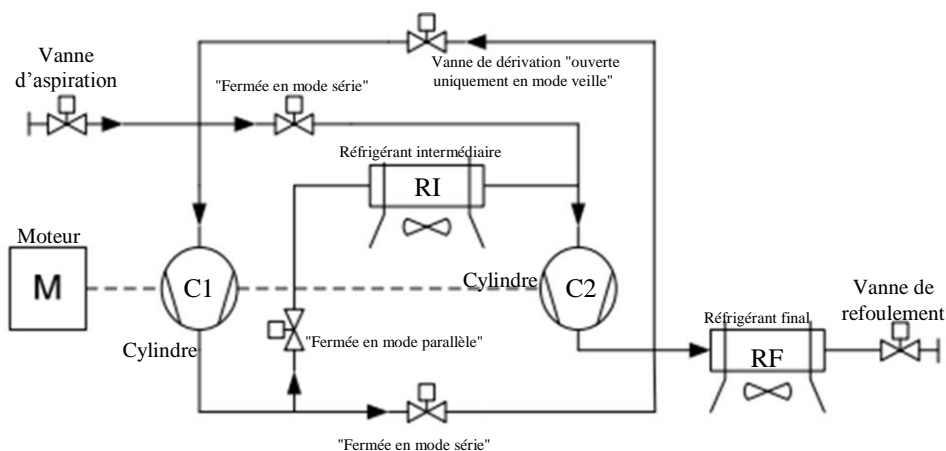 Vanne
d'aspiration
Vanne de dérivation "ouverte
uniquement en mode veille"
"Fermée en mode série"
Réfrigérant intermédiaire
RI
Moteur
M
C1
Cylindre
Cylindre
C2
"Fermée en mode parallèle"
Réfrigérant final
RF
Vanne de
refoulement
"Fermée en mode série"